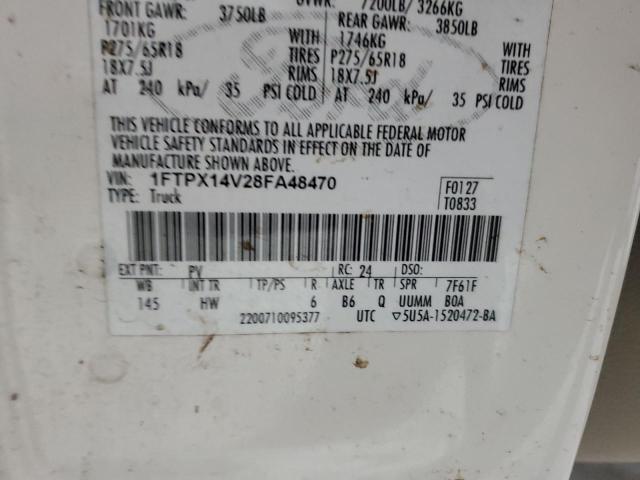 FRONT GAWR: 3750LB
GVWR: 7200LB/ 3266KG
1701KG WITH
P275/65R18 TIRES
18X7.5J RIMS
AT 240 kPa/ 35 PSI COLD
REAR GAWR: 3850LB
1746KG WITH
P275/65R18 TIRES
18X7.5J RIMS
AT 240 kPa/ 35 PSI COLD
THIS VEHICLE CONFORMS TO ALL APPLICABLE FEDERAL MOTOR
VEHICLE SAFETY STANDARDS IN EFFECT ON THE DATE OF
MANUFACTURE SHOWN ABOVE.
VIN: 1FTPX14V28FA48470
TYPE: Truck
F0127
T0833
EXT PNT: PV RC: 24 DSO:
WB INT TR TP/PS R AXLE TR SPR 7F61F
145 HW 6 B6 Q UUMM B0A
2200710095377 UTC ▽5U5A-1520472-BA